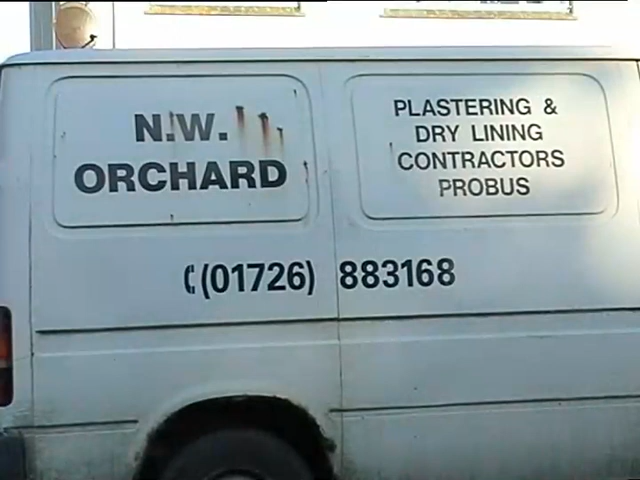 N.W.
ORCHARD
PLASTERING &
DRY LINING
CONTRACTORS
PROBUS
(01726) 883168